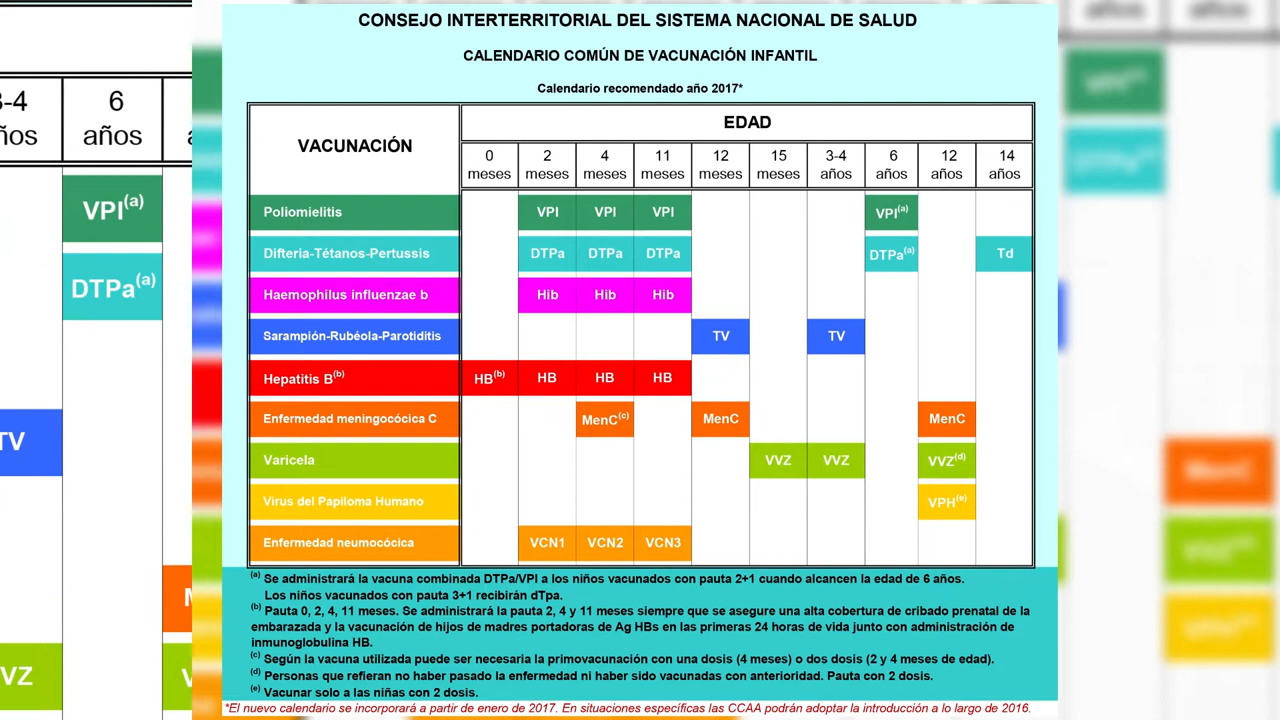 CONSEJO INTERTERRITORIAL DEL SISTEMA NACIONAL DE SALUD
CALENDARIO COMÚN DE VACUNACIÓN INFANTIL
Calendario recomendado año 2017*
VACUNACIÓN
EDAD
0 meses 2 meses 4 meses 11 meses 12 meses 15 meses 3-4 años 6 años 12 años 14 años
Poliomielitis VPI VPI VPI VPI(a)
Difteria-Tétanos-Pertussis DTPa DTPa DTPa DTPa(a) Td
Haemophilus influenzae b Hib Hib Hib
Sarampión-Rubéola-Parotiditis TV TV
Hepatitis B(b) HB(b) HB HB HB
Enfermedad meningocócica C MenC(c) MenC MenC
Varicela VVZ VVZ VVZ(d)
Virus del Papiloma Humano VPH(e)
Enfermedad neumocócica VCN1 VCN2 VCN3
(a) Se administrará la vacuna combinada DTPa/VPI a los niños vacunados con pauta 2+1 cuando alcancen la edad de 6 años.
Los niños vacunados con pauta 3+1 recibirán dTpa.
(b) Pauta 0, 2, 4, 11 meses. Se administrará la pauta 2, 4 y 11 meses siempre que se asegure una alta cobertura de cribado prenatal de la
embarazada y la vacunación de hijos de madres portadoras de Ag HBs en las primeras 24 horas de vida junto con administración de
inmunoglobulina HB.
(c) Según la vacuna utilizada puede ser necesaria la primovacunación con una dosis (4 meses) o dos dosis (2 y 4 meses de edad).
(d) Personas que refieran no haber pasado la enfermedad ni haber sido vacunadas con anterioridad. Pauta con 2 dosis.
(e) Vacunar solo a las niñas con 2 dosis.
*El nuevo calendario se incorporará a partir de enero de 2017. En situaciones específicas las CCAA podrán adoptar la introducción a lo largo de 2016.
6
años
VPI(a)
DTPa(a)
TV